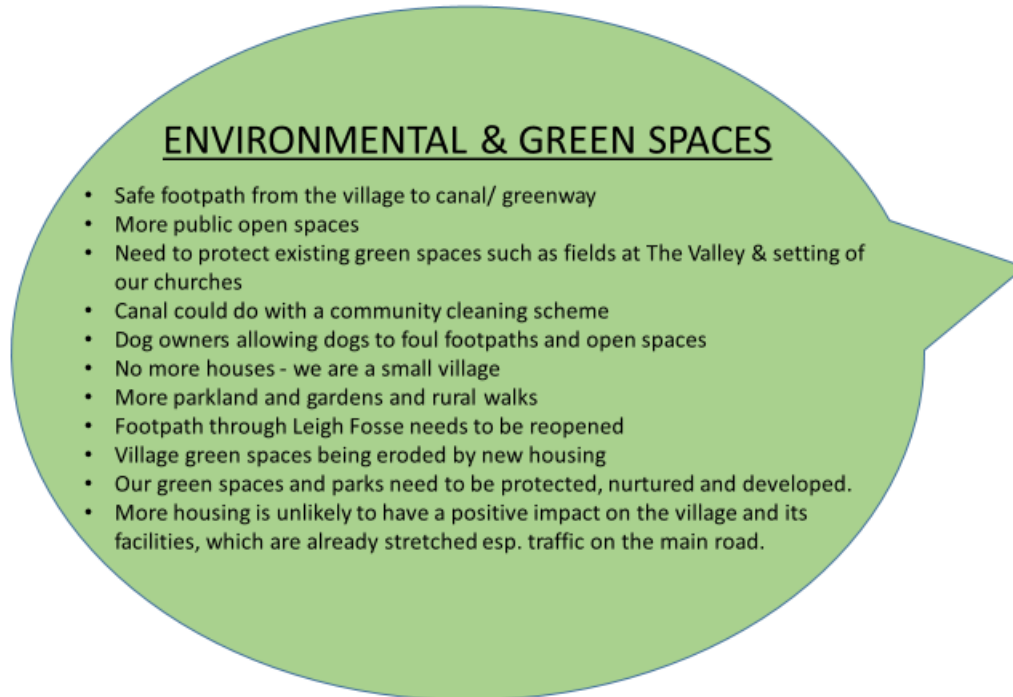 ENVIRONMENTAL & GREEN SPACES
• Safe footpath from the village to canal/ greenway
• More public open spaces
• Need to protect existing green spaces such as fields at The Valley & setting of
our churches
• Canal could do with a community cleaning scheme
• Dog owners allowing dogs to foul footpaths and open spaces
• No more houses - we are a small village
• More parkland and gardens and rural walks
• Footpath through Leigh Fosse needs to be reopened
• Village green spaces being eroded by new housing
• Our green spaces and parks need to be protected, nurtured and developed.
• More housing is unlikely to have a positive impact on the village and its
facilities, which are already stretched esp. traffic on the main road.